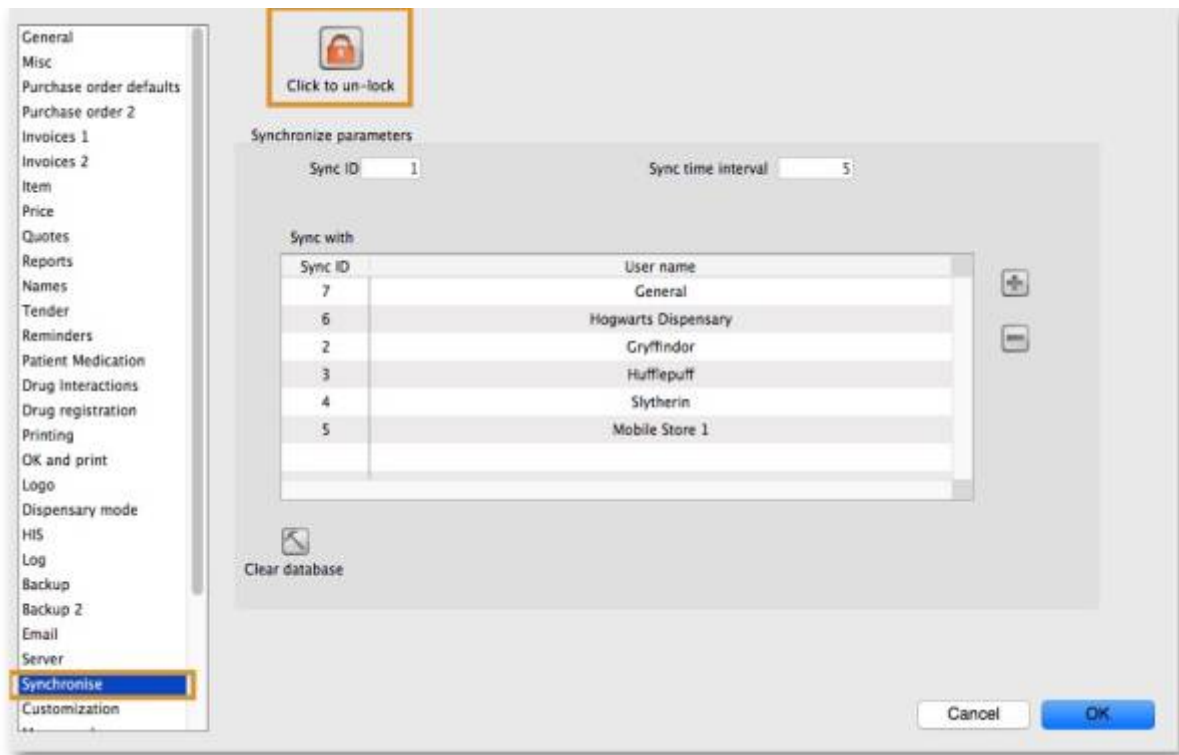 General
Misc
Purchase order defaults
Purchase order 2
Invoices 1
Invoices 2
Item
Price
Quotes
Reports
Names
Tender
Reminders
Patient Medication
Drug Interactions
Drug registration
Printing
OK and print
Logo
Dispensary mode
HIS
Log
Backup
Backup 2
Email
Server
Synchronise
Customization
Click to un-lock
Synchronize parameters
Sync ID 1 Sync time interval 5
Sync with
Sync ID User name
7 General
6 Hogwarts Dispensary
2 Gryffindor
3 Hufflepuff
4 Slytherin
5 Mobile Store 1
Clear database
Cancel OK